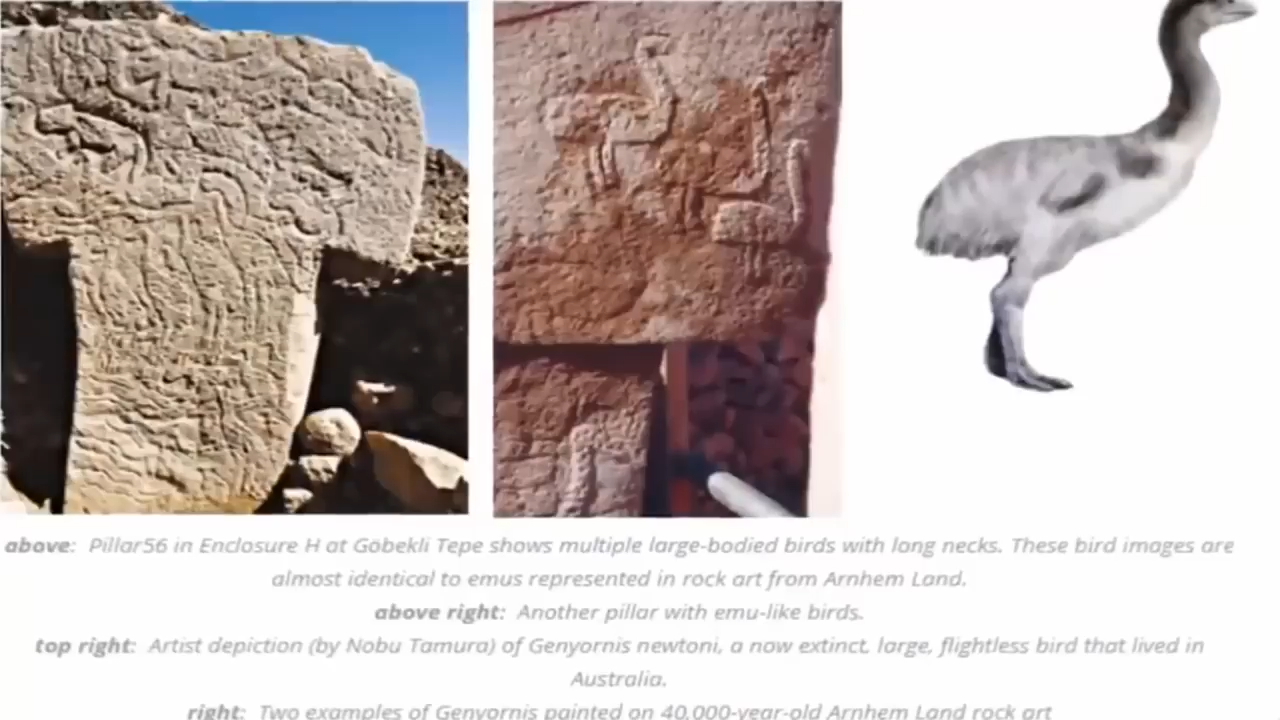 above: Pillar56 in Enclosure H at Göbekli Tepe shows multiple large-bodied birds with long necks. These bird images are
almost identical to emus represented in rock art from Arnhem Land.
above right: Another pillar with emu-like birds.
top right: Artist depiction (by Nobu Tamura) of Genyornis newtoni, a now extinct, large, flightless bird that lived in
Australia.
right: Two examples of Genyornis painted on 40,000-year-old Arnhem Land rock art